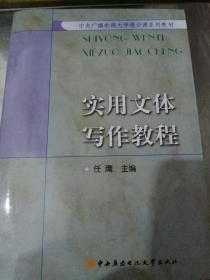 中央广播电视大学通识课系列教材
SHIYONG WENTI
XIEZUO JIAOCHENG
实用文体
写作教程
任鹰 主编
中央广播电视大学出版社